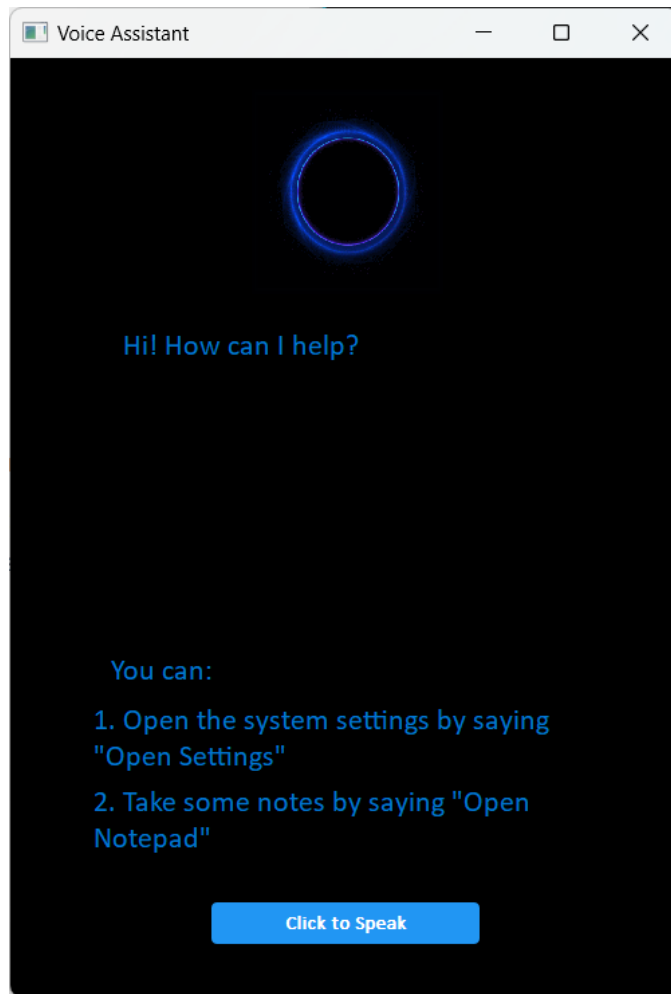 Voice Assistant
Hi! How can I help?
You can:
1. Open the system settings by saying
"Open Settings"
2. Take some notes by saying "Open
Notepad"
Click to Speak